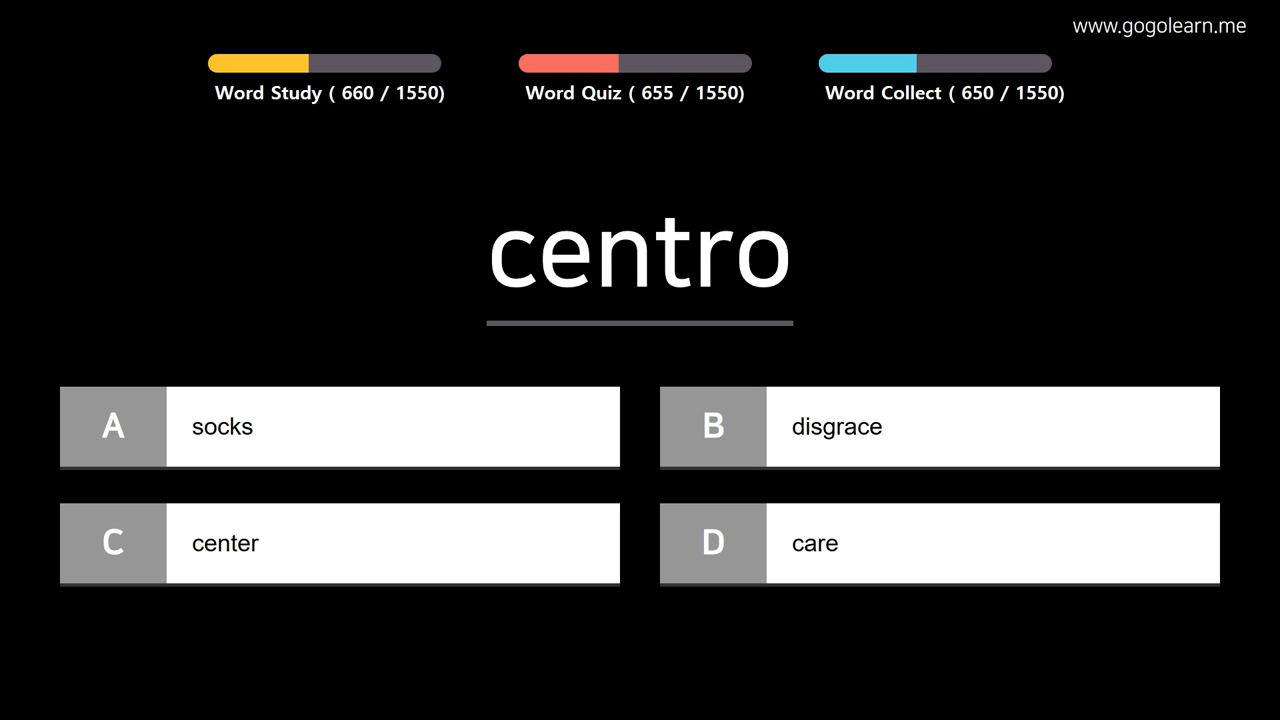 www.gogolearn.me
Word Study ( 660 / 1550)
Word Quiz ( 655 / 1550)
Word Collect ( 650 / 1550)
centro
A socks
B disgrace
C center
D care